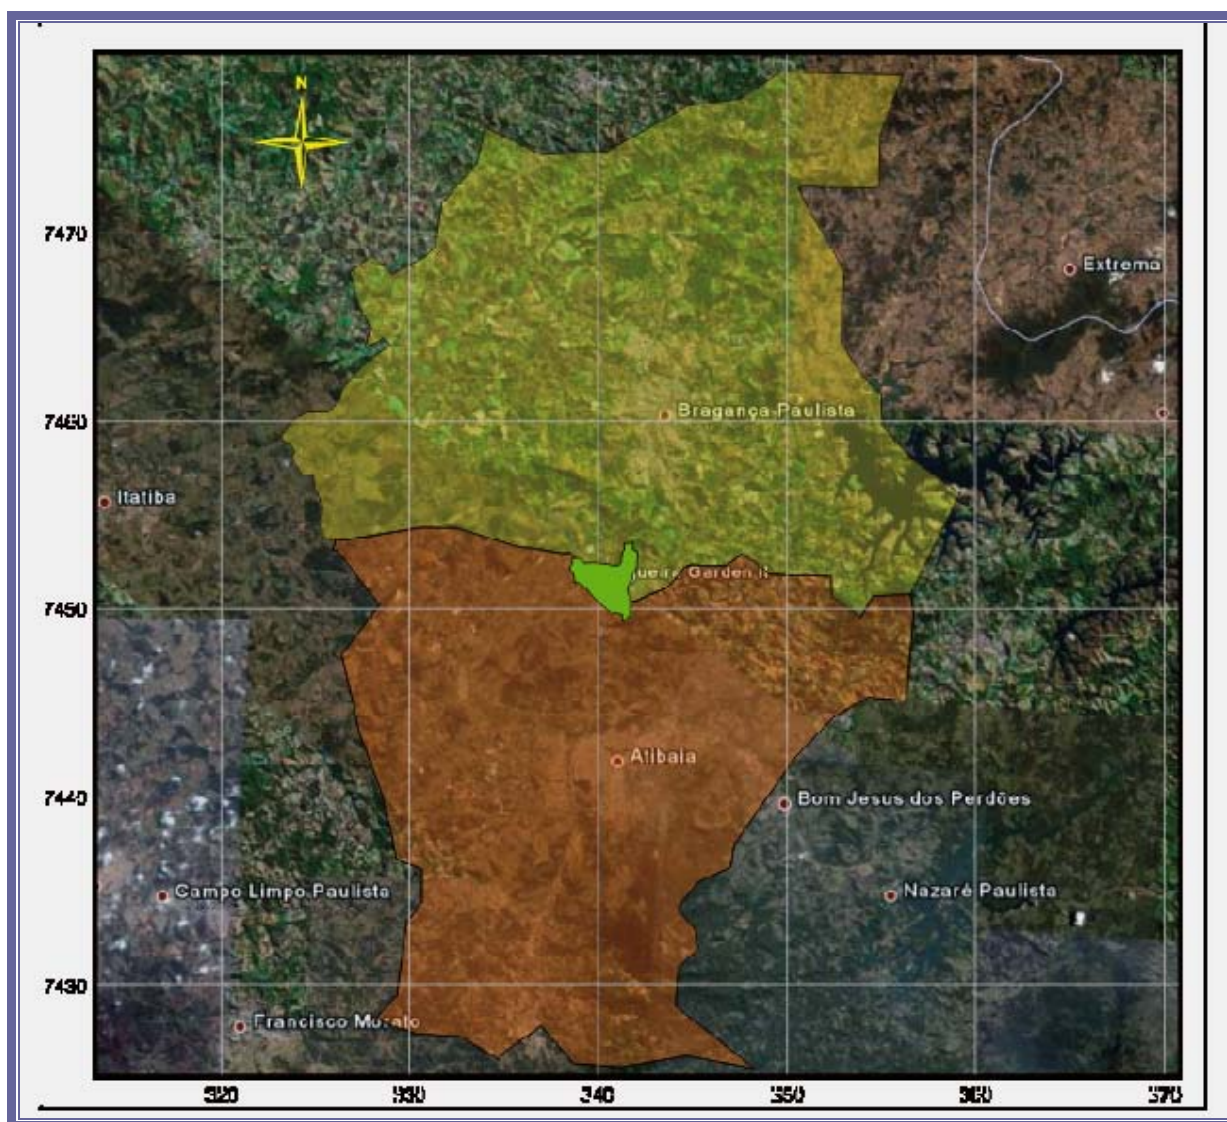 N
7470
Extrema
Bragança Paulista
7460
Itatiba
Garden II
7450
Atibaia
7440
Bom Jesus dos Perdões
Campo Limpo Paulista
Nazaré Paulista
7430
Francisco Morato
320 330 340 350 360 370